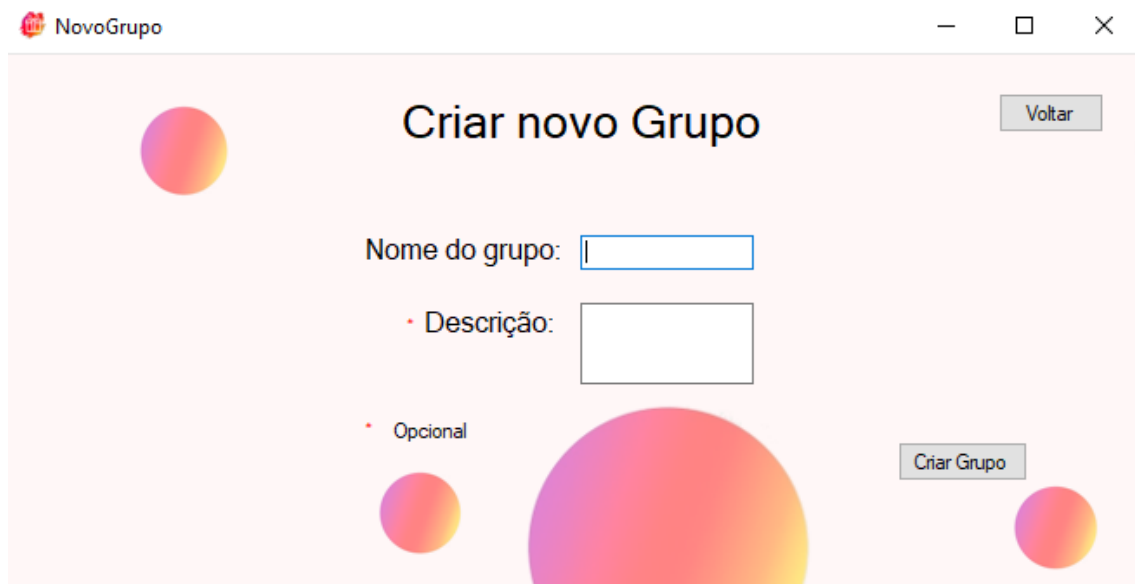 NovoGrupo
Criar novo Grupo
Voltar
Nome do grupo:
* Descrição:
* Opcional
Criar Grupo